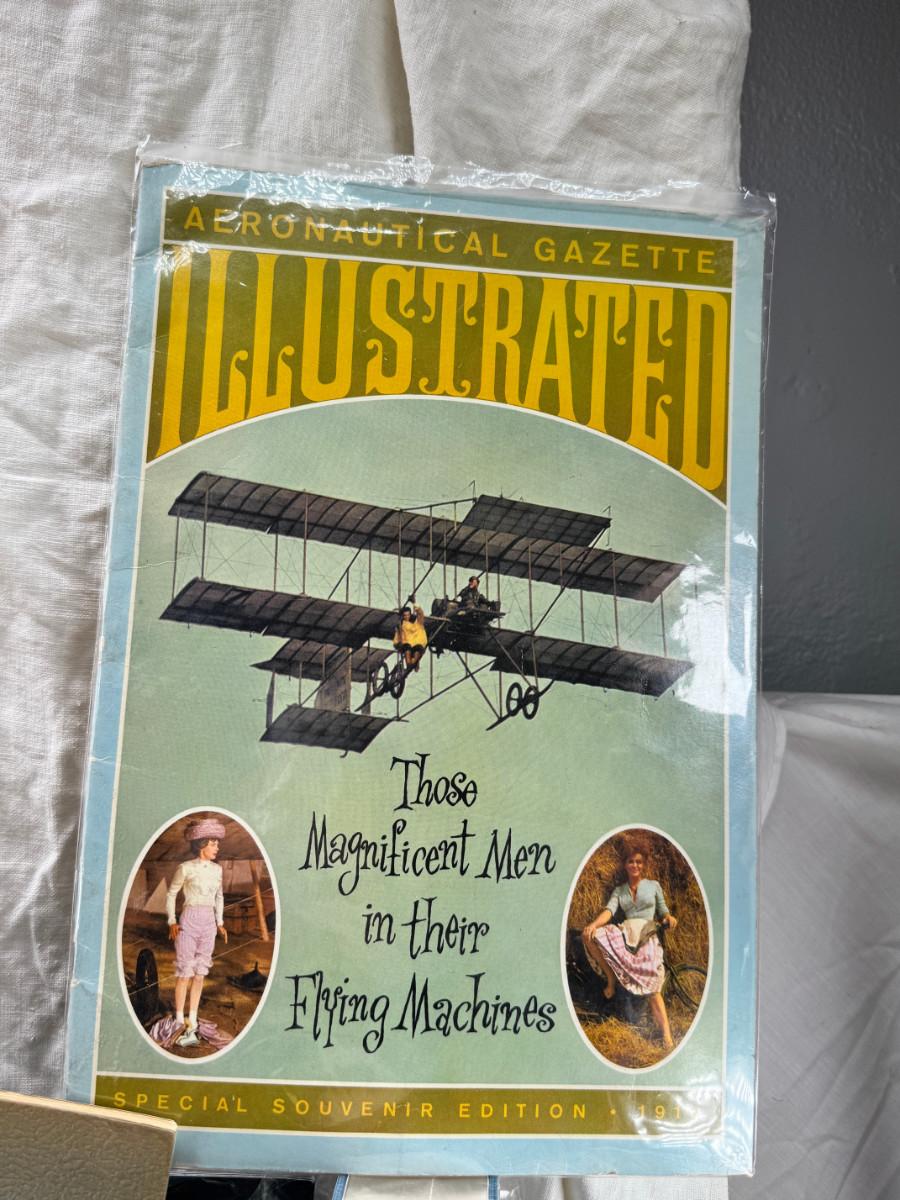 AERONAUTICAL GAZETTE
ILLUSTRATED
Those
Magnificent Men
in their
Flying Machines
SPECIAL SOUVENIR EDITION •